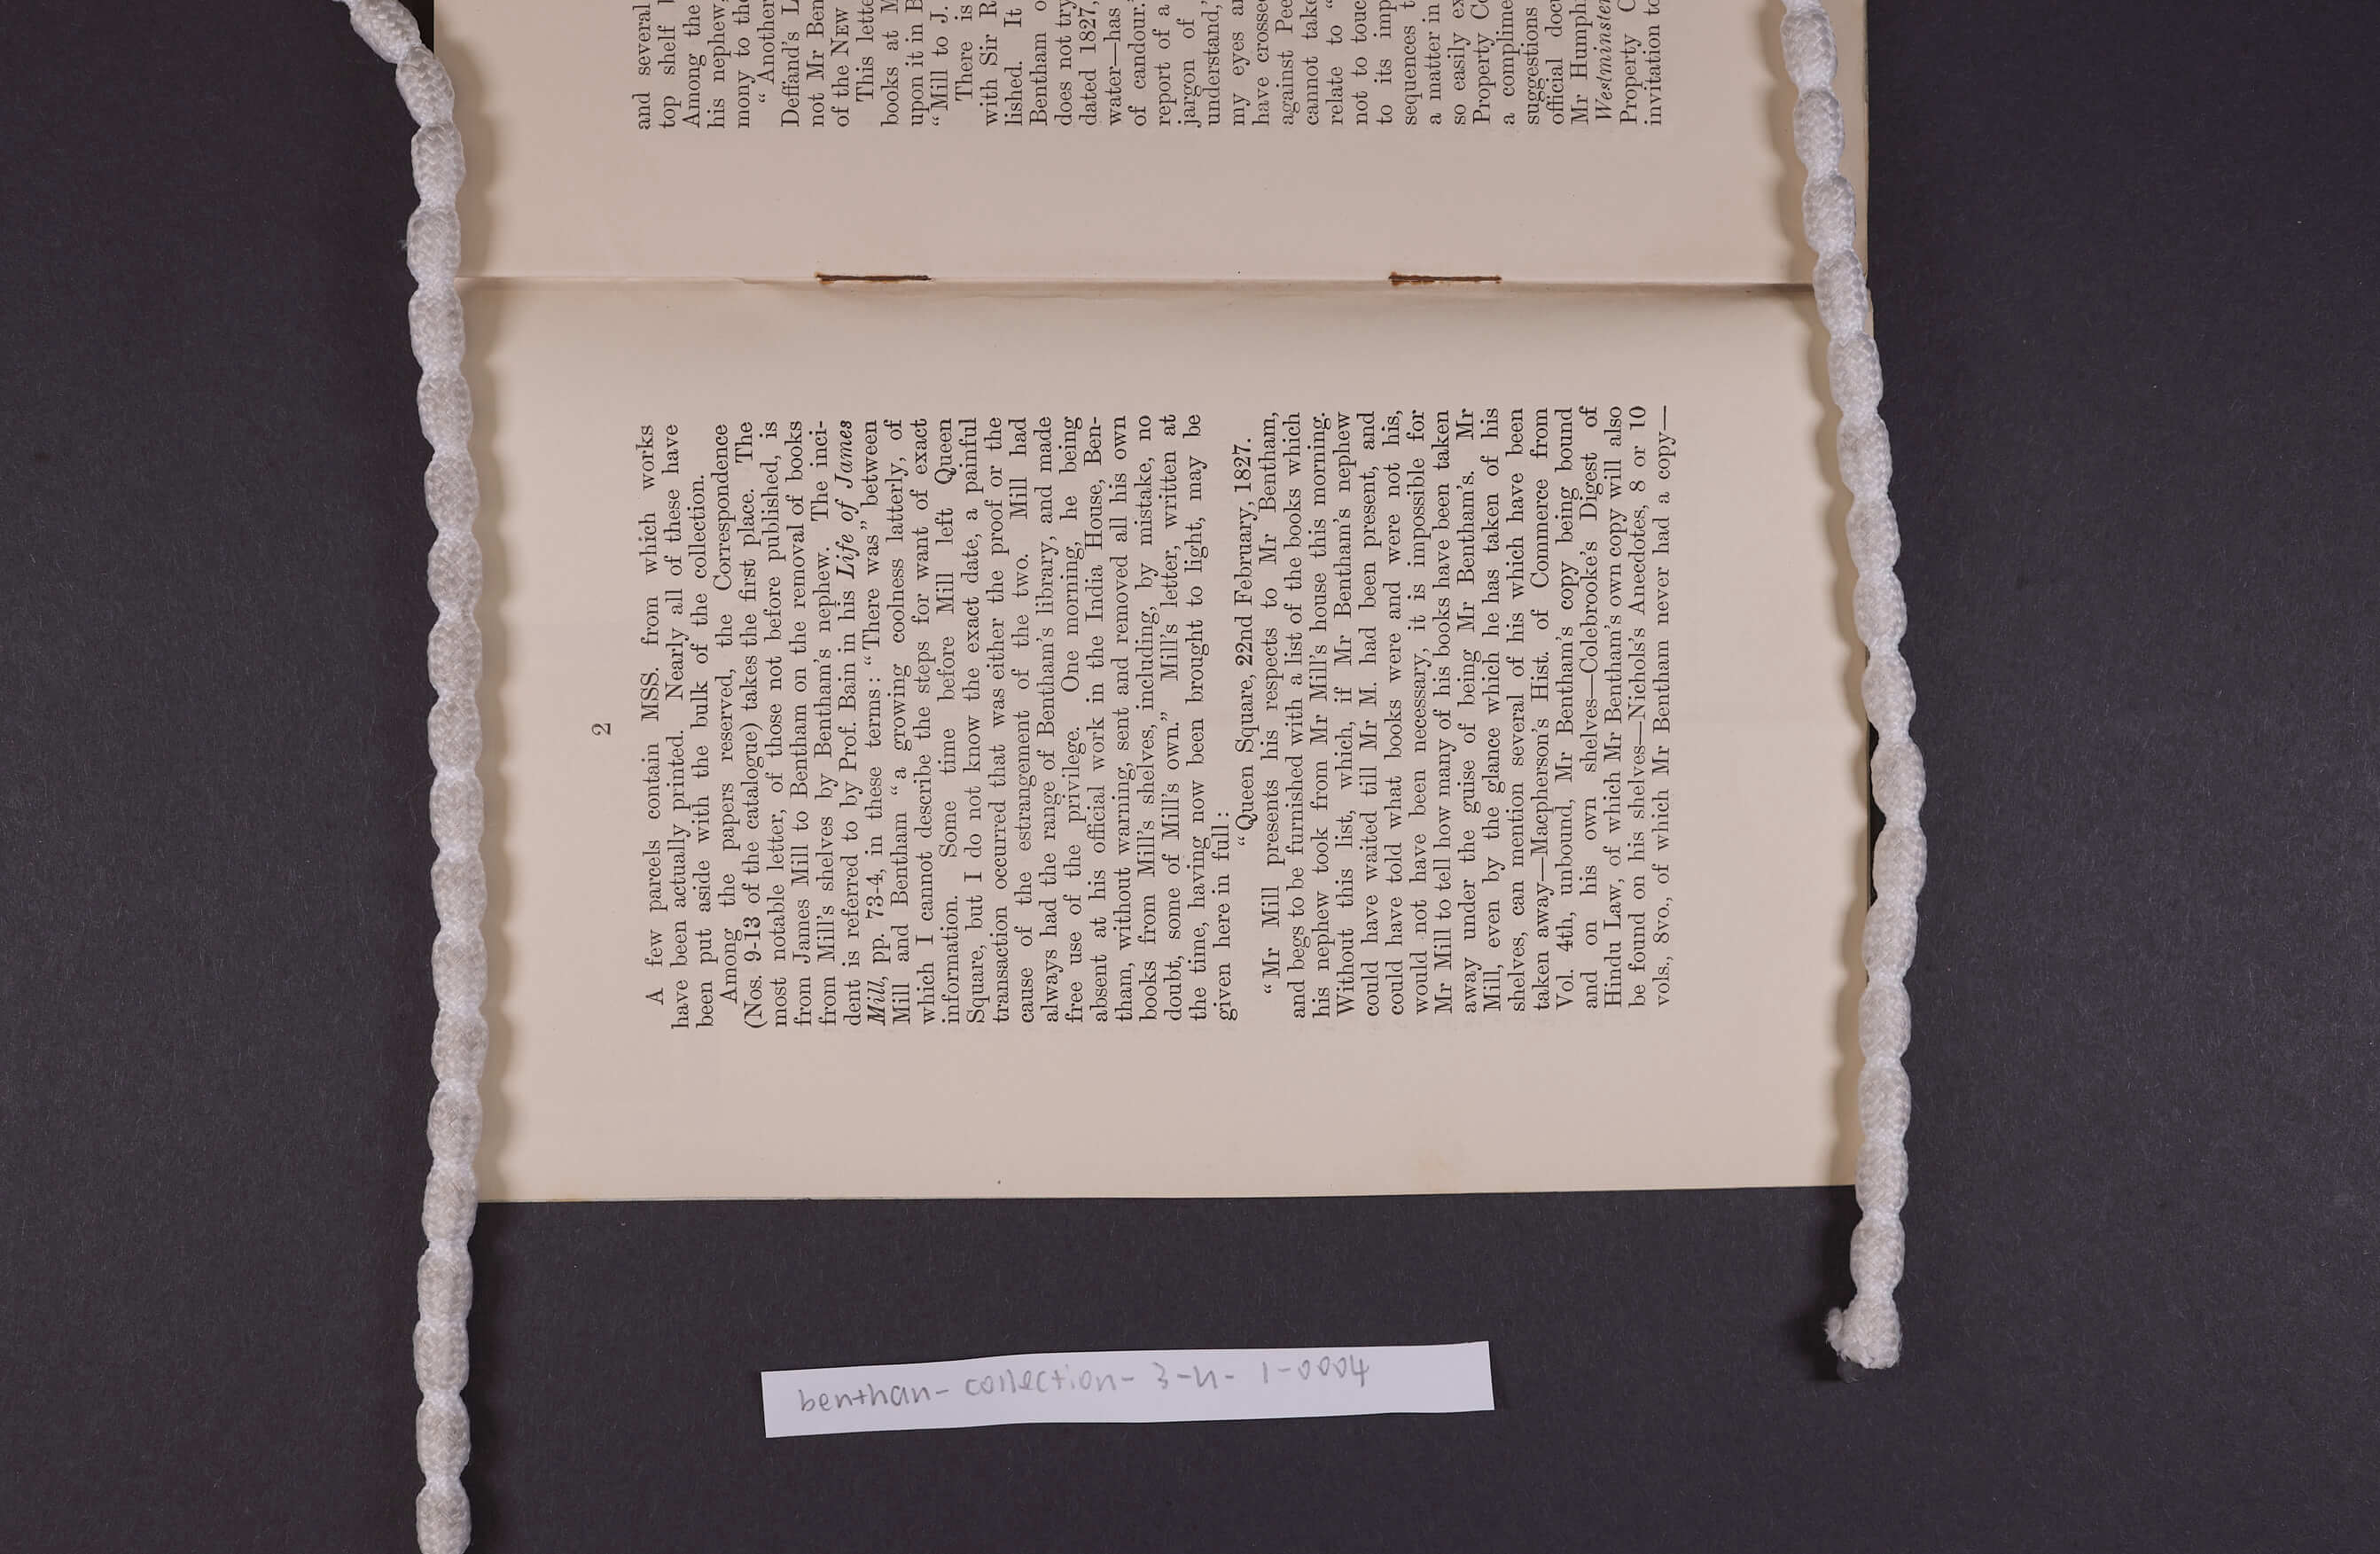 2
A few parcels contain MSS. from which works
have been actually printed. Nearly all of these have
been put aside with the bulk of the collection.
Among the papers reserved, the Correspondence
(Nos. 9-13 of the catalogue) takes the first place. The
most notable letter, of those not before published, is
from James Mill to Bentham on the removal of books
from Mill's shelves by Bentham's nephew. The inci-
dent is referred to by Prof. Bain in his Life of James
Mill, pp. 73-4, in these terms: “There was” between
Mill and Bentham “a growing coolness latterly, of
which I cannot describe the steps for want of exact
information. Some time before Mill left Queen
Square, but I do not know the exact date, a painful
transaction occurred that was either the proof or the
cause of the estrangement of the two. Mill had
always had the range of Bentham's library, and made
free use of the privilege. One morning, he being
absent at his official work in the India House, Ben-
tham, without warning, sent and removed all his own
books from Mill's shelves, including, by mistake, no
doubt, some of Mill's own.” Mill's letter, written at
the time, having now been brought to light, may be
given here in full:
“Queen Square, 22nd February, 1827.
“Mr Mill presents his respects to Mr Bentham,
and begs to be furnished with a list of the books which
his nephew took from Mr Mill's house this morning.
Without this list, which, if Mr Bentham's nephew
could have waited till Mr M. had been present, and
could have told what books were and were not his,
would not have been necessary, it is impossible for
Mr Mill to tell how many of his books have been taken
away under the guise of being Mr Bentham's. Mr
Mill, even by the glance which he has taken of his
shelves, can mention several of his which have been
taken away—Macpherson's Hist. of Commerce from
Vol. 4th, unbound, Mr Bentham's copy being bound
and on his own shelves—Colebrooke's Digest of
Hindu Law, of which Mr Bentham's own copy will also
be found on his shelves—Nichols's Anecdotes, 8 or 10
vols., 8vo., of which Mr Bentham never had a copy—
and several
top shelf
Among the
his nephew,
mony to the
“Another
Deffand's L
not Mr Ben
of the NEW
This lette
books at M
upon it in B
“Mill to J.
There is
with Sir R
lished. It
Bentham o
does not try
dated 1827,
water—has
of candour.
report of a
jargon of
understand,
my eyes a
have crosse
against Pee
cannot take
relate to “
not to touc
to its imp
sequences t
a matter in
so easily ex
Property Co
a complime
suggestions
official doc
Mr Humph
Westminster
Property C
invitation to
benthan-collection-3-n-1-0004